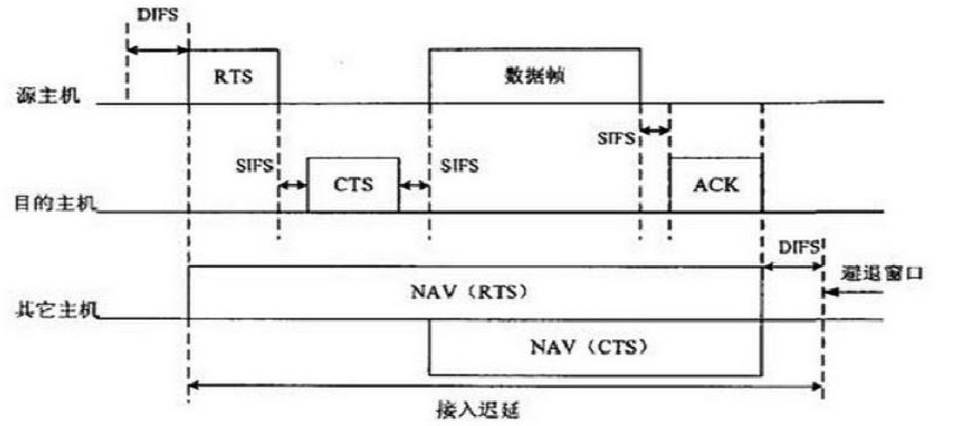 DIFS
RTS
数据帧
源主机
SIFS
SIFS
SIFS
CTS
ACK
目的主机
DIFS
避退窗口
NAV（RTS）
其它主机
NAV（CTS）
接入迟延